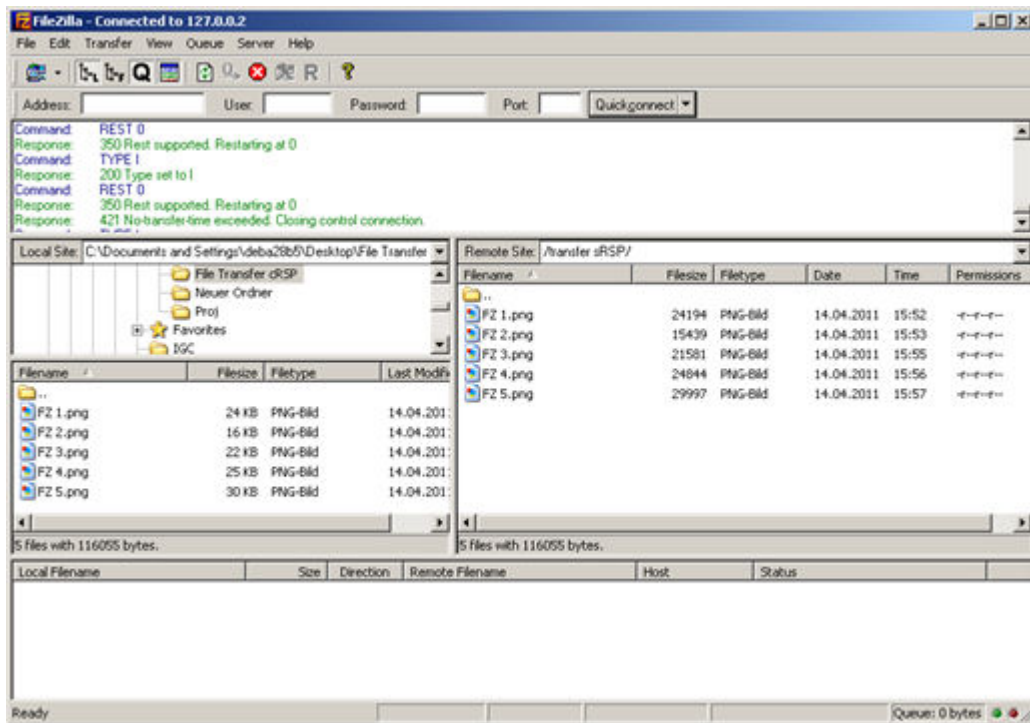 FileZilla - Connected to 127.0.0.2
File Edit Transfer View Queue Server Help
Address: User: Password: Port: Quickconnect
Command: REST 0
Response: 350 Rest supported. Restarting at 0
Command: TYPE I
Response: 200 Type set to I
Command: REST 0
Response: 350 Rest supported. Restarting at 0
Response: 421 No-transfer-time exceeded. Closing control connection.
Local Site: C:\Documents and Settings\deba28b5\Desktop\File Transfer
File Transfer cRSP
Neuer Ordner
Proj
Favorites
IGC
Filename Filesize Filetype Last Modifi
..
FZ 1.png 24 KB PNG-Bild 14.04.201
FZ 2.png 16 KB PNG-Bild 14.04.201
FZ 3.png 22 KB PNG-Bild 14.04.201
FZ 4.png 25 KB PNG-Bild 14.04.201
FZ 5.png 30 KB PNG-Bild 14.04.201
5 files with 116055 bytes.
Remote Site: /transfer sRSP/
Filename Filesize Filetype Date Time Permissions
..
FZ 1.png 24194 PNG-Bild 14.04.2011 15:52 -r--r--r--
FZ 2.png 15439 PNG-Bild 14.04.2011 15:53 -r--r--r--
FZ 3.png 21581 PNG-Bild 14.04.2011 15:55 -r--r--r--
FZ 4.png 24844 PNG-Bild 14.04.2011 15:56 -r--r--r--
FZ 5.png 29997 PNG-Bild 14.04.2011 15:57 -r--r--r--
5 files with 116055 bytes.
Local Filename Size Direction Remote Filename Host Status
Ready Queue: 0 bytes